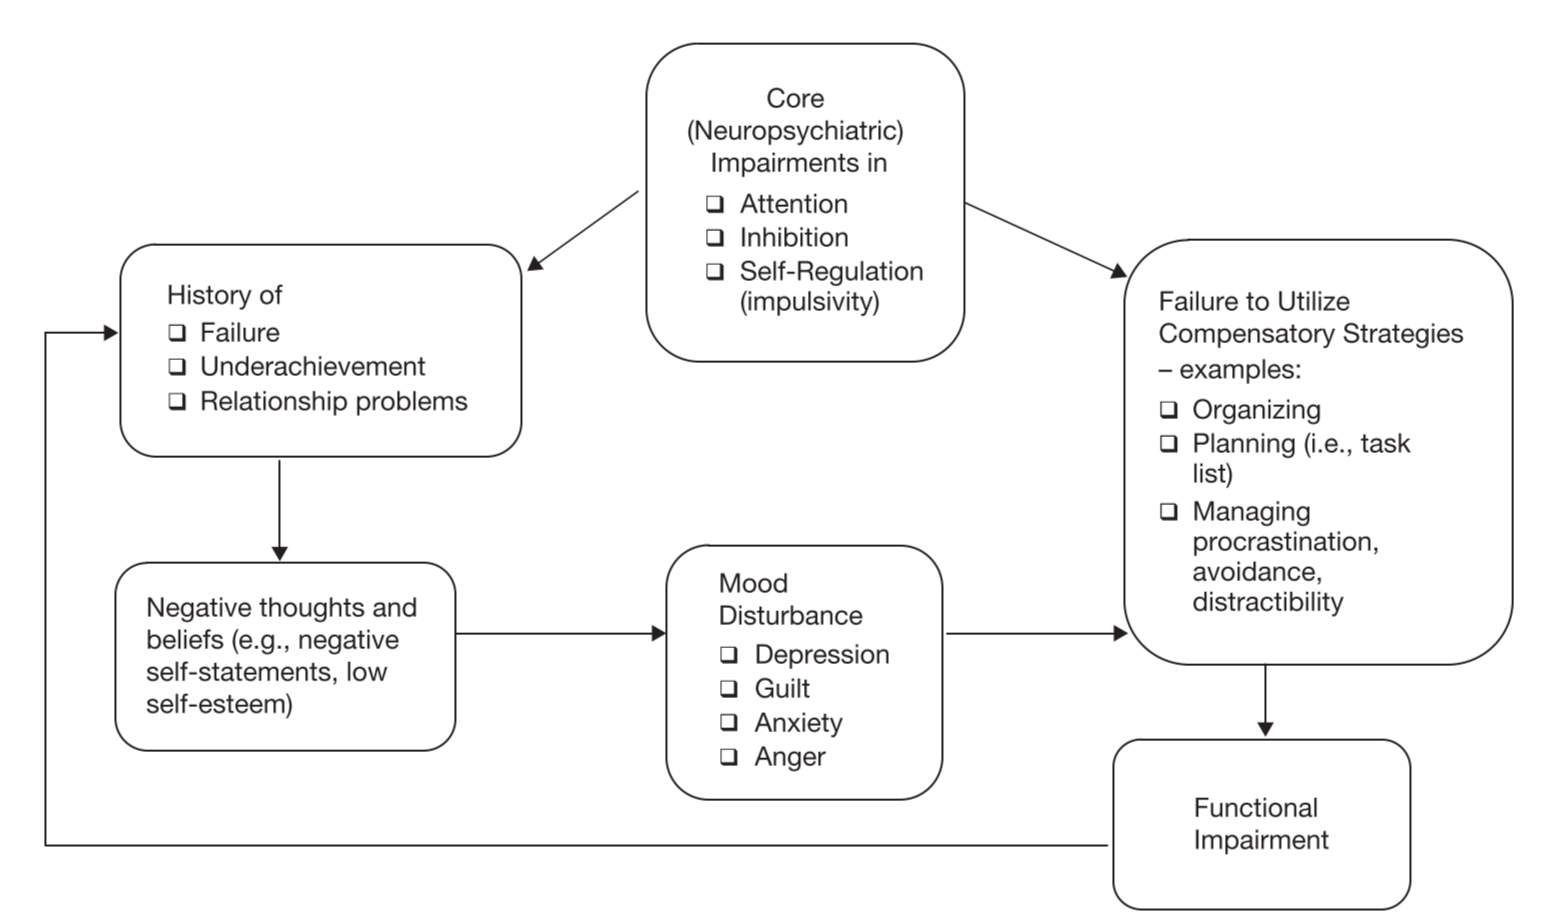 Core
(Neuropsychiatric)
Impairments in
❑ Attention
❑ Inhibition
❑ Self-Regulation
(impulsivity)
History of
❑ Failure
❑ Underachievement
❑ Relationship problems
Failure to Utilize
Compensatory Strategies
– examples:
❑ Organizing
❑ Planning (i.e., task
list)
❑ Managing
procrastination,
avoidance,
distractibility
Negative thoughts and
beliefs (e.g., negative
self-statements, low
self-esteem)
Mood
Disturbance
❑ Depression
❑ Guilt
❑ Anxiety
❑ Anger
Functional
Impairment